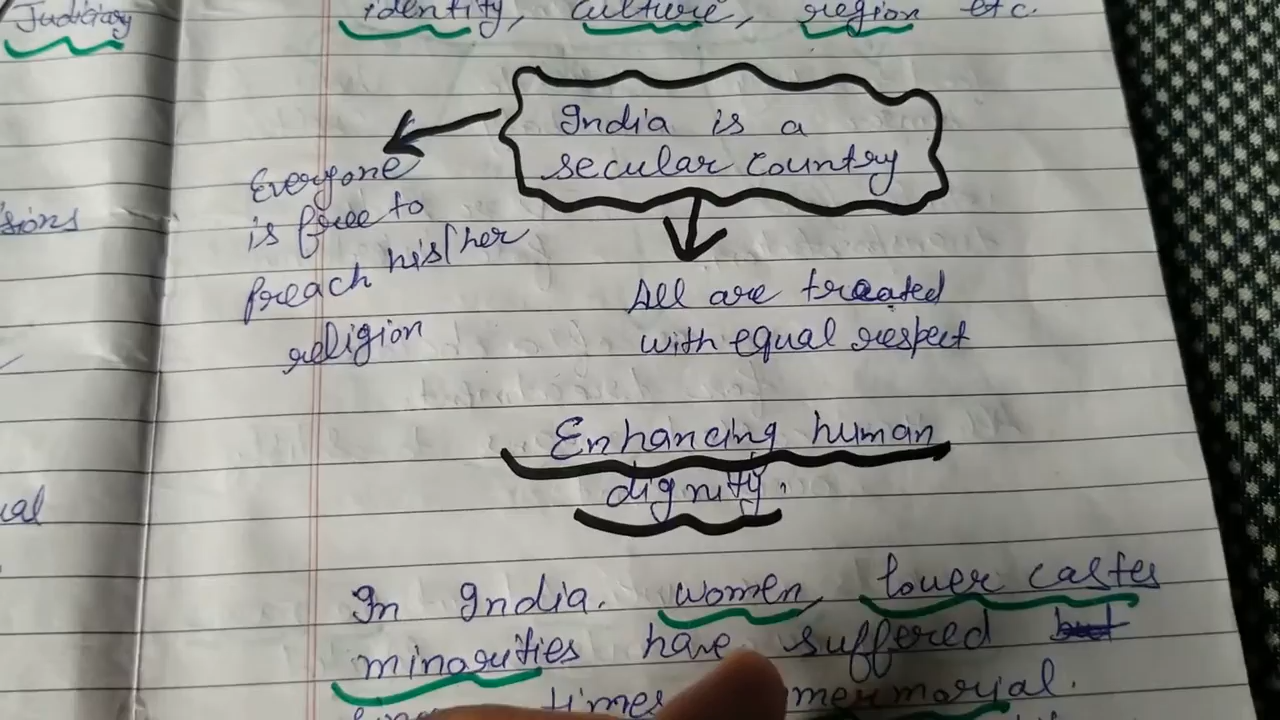 Judiciary
identity, culture, region etc.
India is a
secular country
Everyone
is free to
preach his/her
religion
All are treated
with equal respect
Enhancing human
dignity.
In India, women, lower castes
minorities have suffered
times memorial.